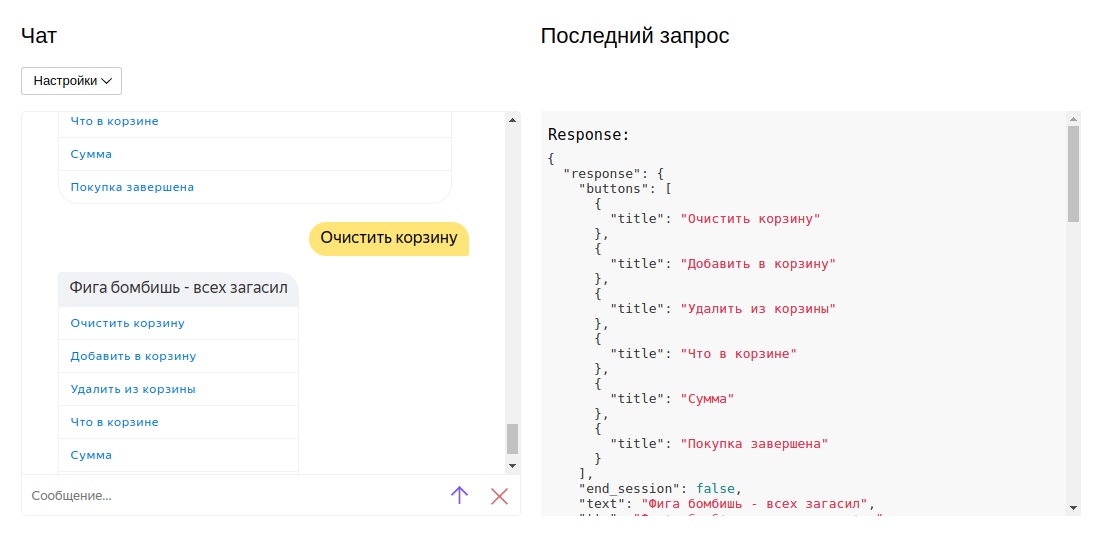 Чат
Настройки
Что в корзине
Сумма
Покупка завершена
Очистить корзину
Фига бомбишь - всех загасил
Очистить корзину
Добавить в корзину
Удалить из корзины
Что в корзине
Сумма
Сообщение...
Последний запрос
Response:
{
"response": {
"buttons": [
{
"title": "Очистить корзину"
},
{
"title": "Добавить в корзину"
},
{
"title": "Удалить из корзины"
},
{
"title": "Что в корзине"
},
{
"title": "Сумма"
},
{
"title": "Покупка завершена"
}
],
"end_session": false,
"text": "Фига бомбишь - всех загасил",